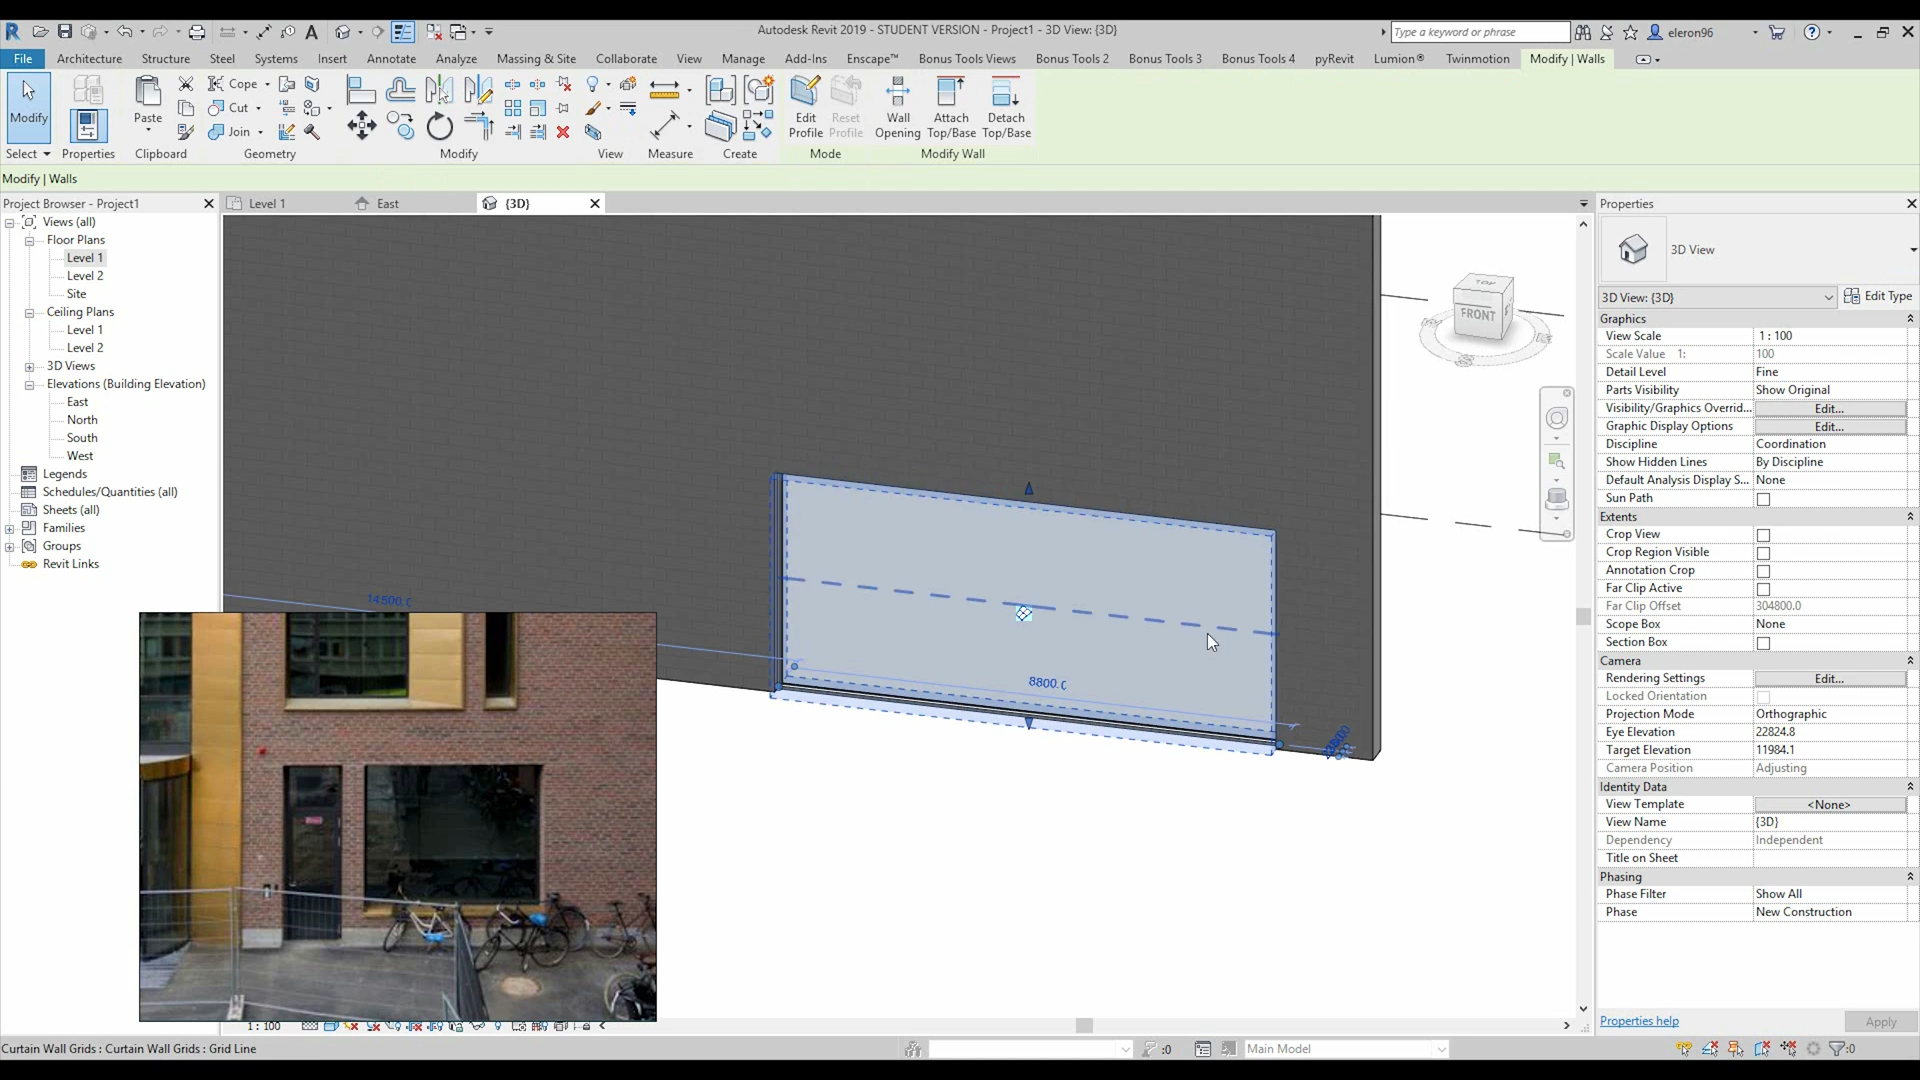 Autodesk Revit 2019 - STUDENT VERSION - Project1 - 3D View: {3D}
Type a keyword or phrase
eleron96
File Architecture Structure Steel Systems Insert Annotate Analyze Massing & Site Collaborate View Manage Add-Ins Enscape™ Bonus Tools Views Bonus Tools 2 Bonus Tools 3 Bonus Tools 4 pyRevit Lumion® Twinmotion Modify | Walls
Modify
Paste
Cope
Cut
Join
Edit Profile
Reset Profile
Wall Opening
Attach Top/Base
Detach Top/Base
Select Properties Clipboard Geometry Modify View Measure Create Mode Modify Wall
Modify | Walls
Project Browser - Project1
Views (all)
Floor Plans
Level 1
Level 2
Site
Ceiling Plans
Level 1
Level 2
3D Views
Elevations (Building Elevation)
East
North
South
West
Legends
Schedules/Quantities (all)
Sheets (all)
Families
Groups
Revit Links
Level 1 East {3D}
TOP
FRONT
14500.0
8800.0
Properties
3D View
3D View: {3D} Edit Type
Graphics
View Scale 1 : 100
Scale Value 1: 100
Detail Level Fine
Parts Visibility Show Original
Visibility/Graphics Overrid... Edit...
Graphic Display Options Edit...
Discipline Coordination
Show Hidden Lines By Discipline
Default Analysis Display S... None
Sun Path
Extents
Crop View
Crop Region Visible
Annotation Crop
Far Clip Active
Far Clip Offset 304800.0
Scope Box None
Section Box
Camera
Rendering Settings Edit...
Locked Orientation
Projection Mode Orthographic
Eye Elevation 22824.8
Target Elevation 11984.1
Camera Position Adjusting
Identity Data
View Template <None>
View Name {3D}
Dependency Independent
Title on Sheet
Phasing
Phase Filter Show All
Phase New Construction
Properties help Apply
1 : 100
Curtain Wall Grids : Curtain Wall Grids : Grid Line
:0
Main Model
:0